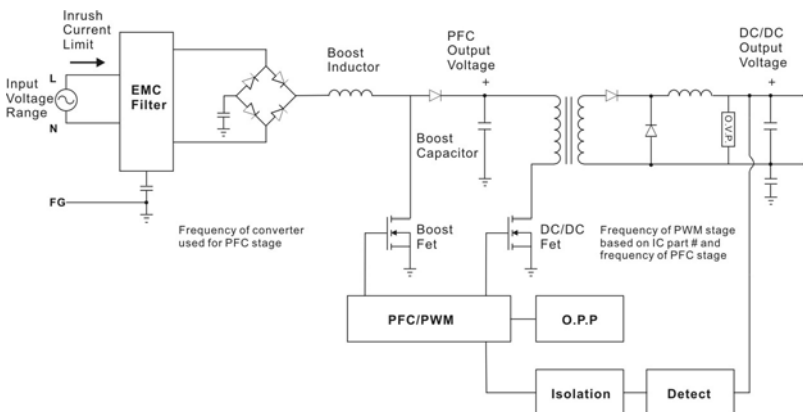 Inrush
Current
Limit
Input
Voltage
Range
L
N
EMC
Filter
FG
Boost
Inductor
PFC
Output
Voltage
+
DC/DC
Output
Voltage
+
O.V.P.
Boost
Capacitor
Frequency of converter
used for PFC stage
Boost
Fet
DC/DC
Fet
Frequency of PWM stage
based on IC part # and
frequency of PFC stage
PFC/PWM
O.P.P
Isolation
Detect